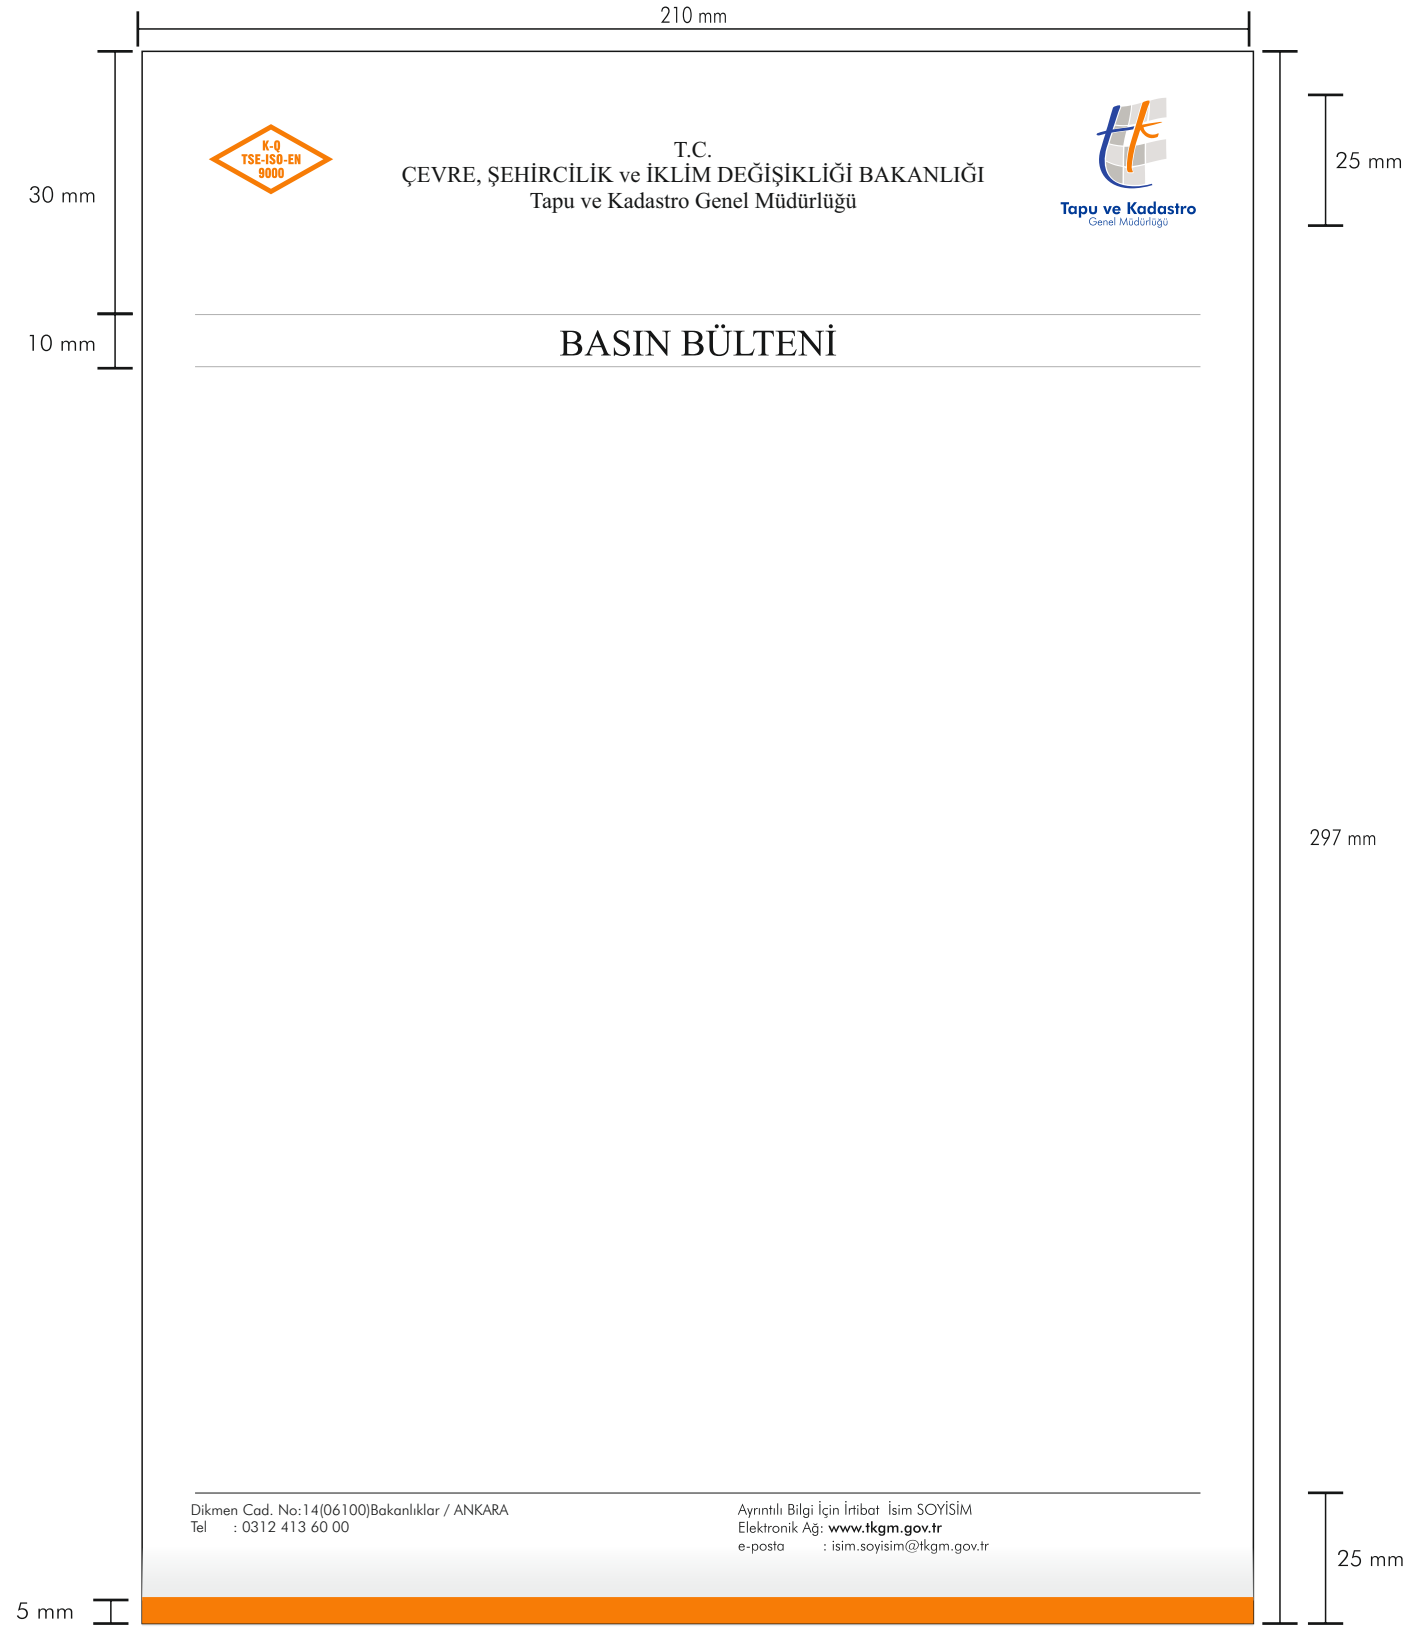 210 mm
K-Q
TSE-ISO-EN
9000
T.C.
ÇEVRE, ŞEHİRCİLİK ve İKLİM DEĞİŞİKLİĞİ BAKANLIĞI
Tapu ve Kadastro Genel Müdürlüğü
Tapu ve Kadastro
Genel Müdürlüğü
25 mm
30 mm
10 mm
BASIN BÜLTENİ
297 mm
Dikmen Cad. No:14(06100)Bakanlıklar / ANKARA
Tel : 0312 413 60 00
Ayrıntılı Bilgi İçin İrtibat İsim SOYİSİM
Elektronik Ağ: www.tkgm.gov.tr
e-posta : isim.soyisim@tkgm.gov.tr
25 mm
5 mm